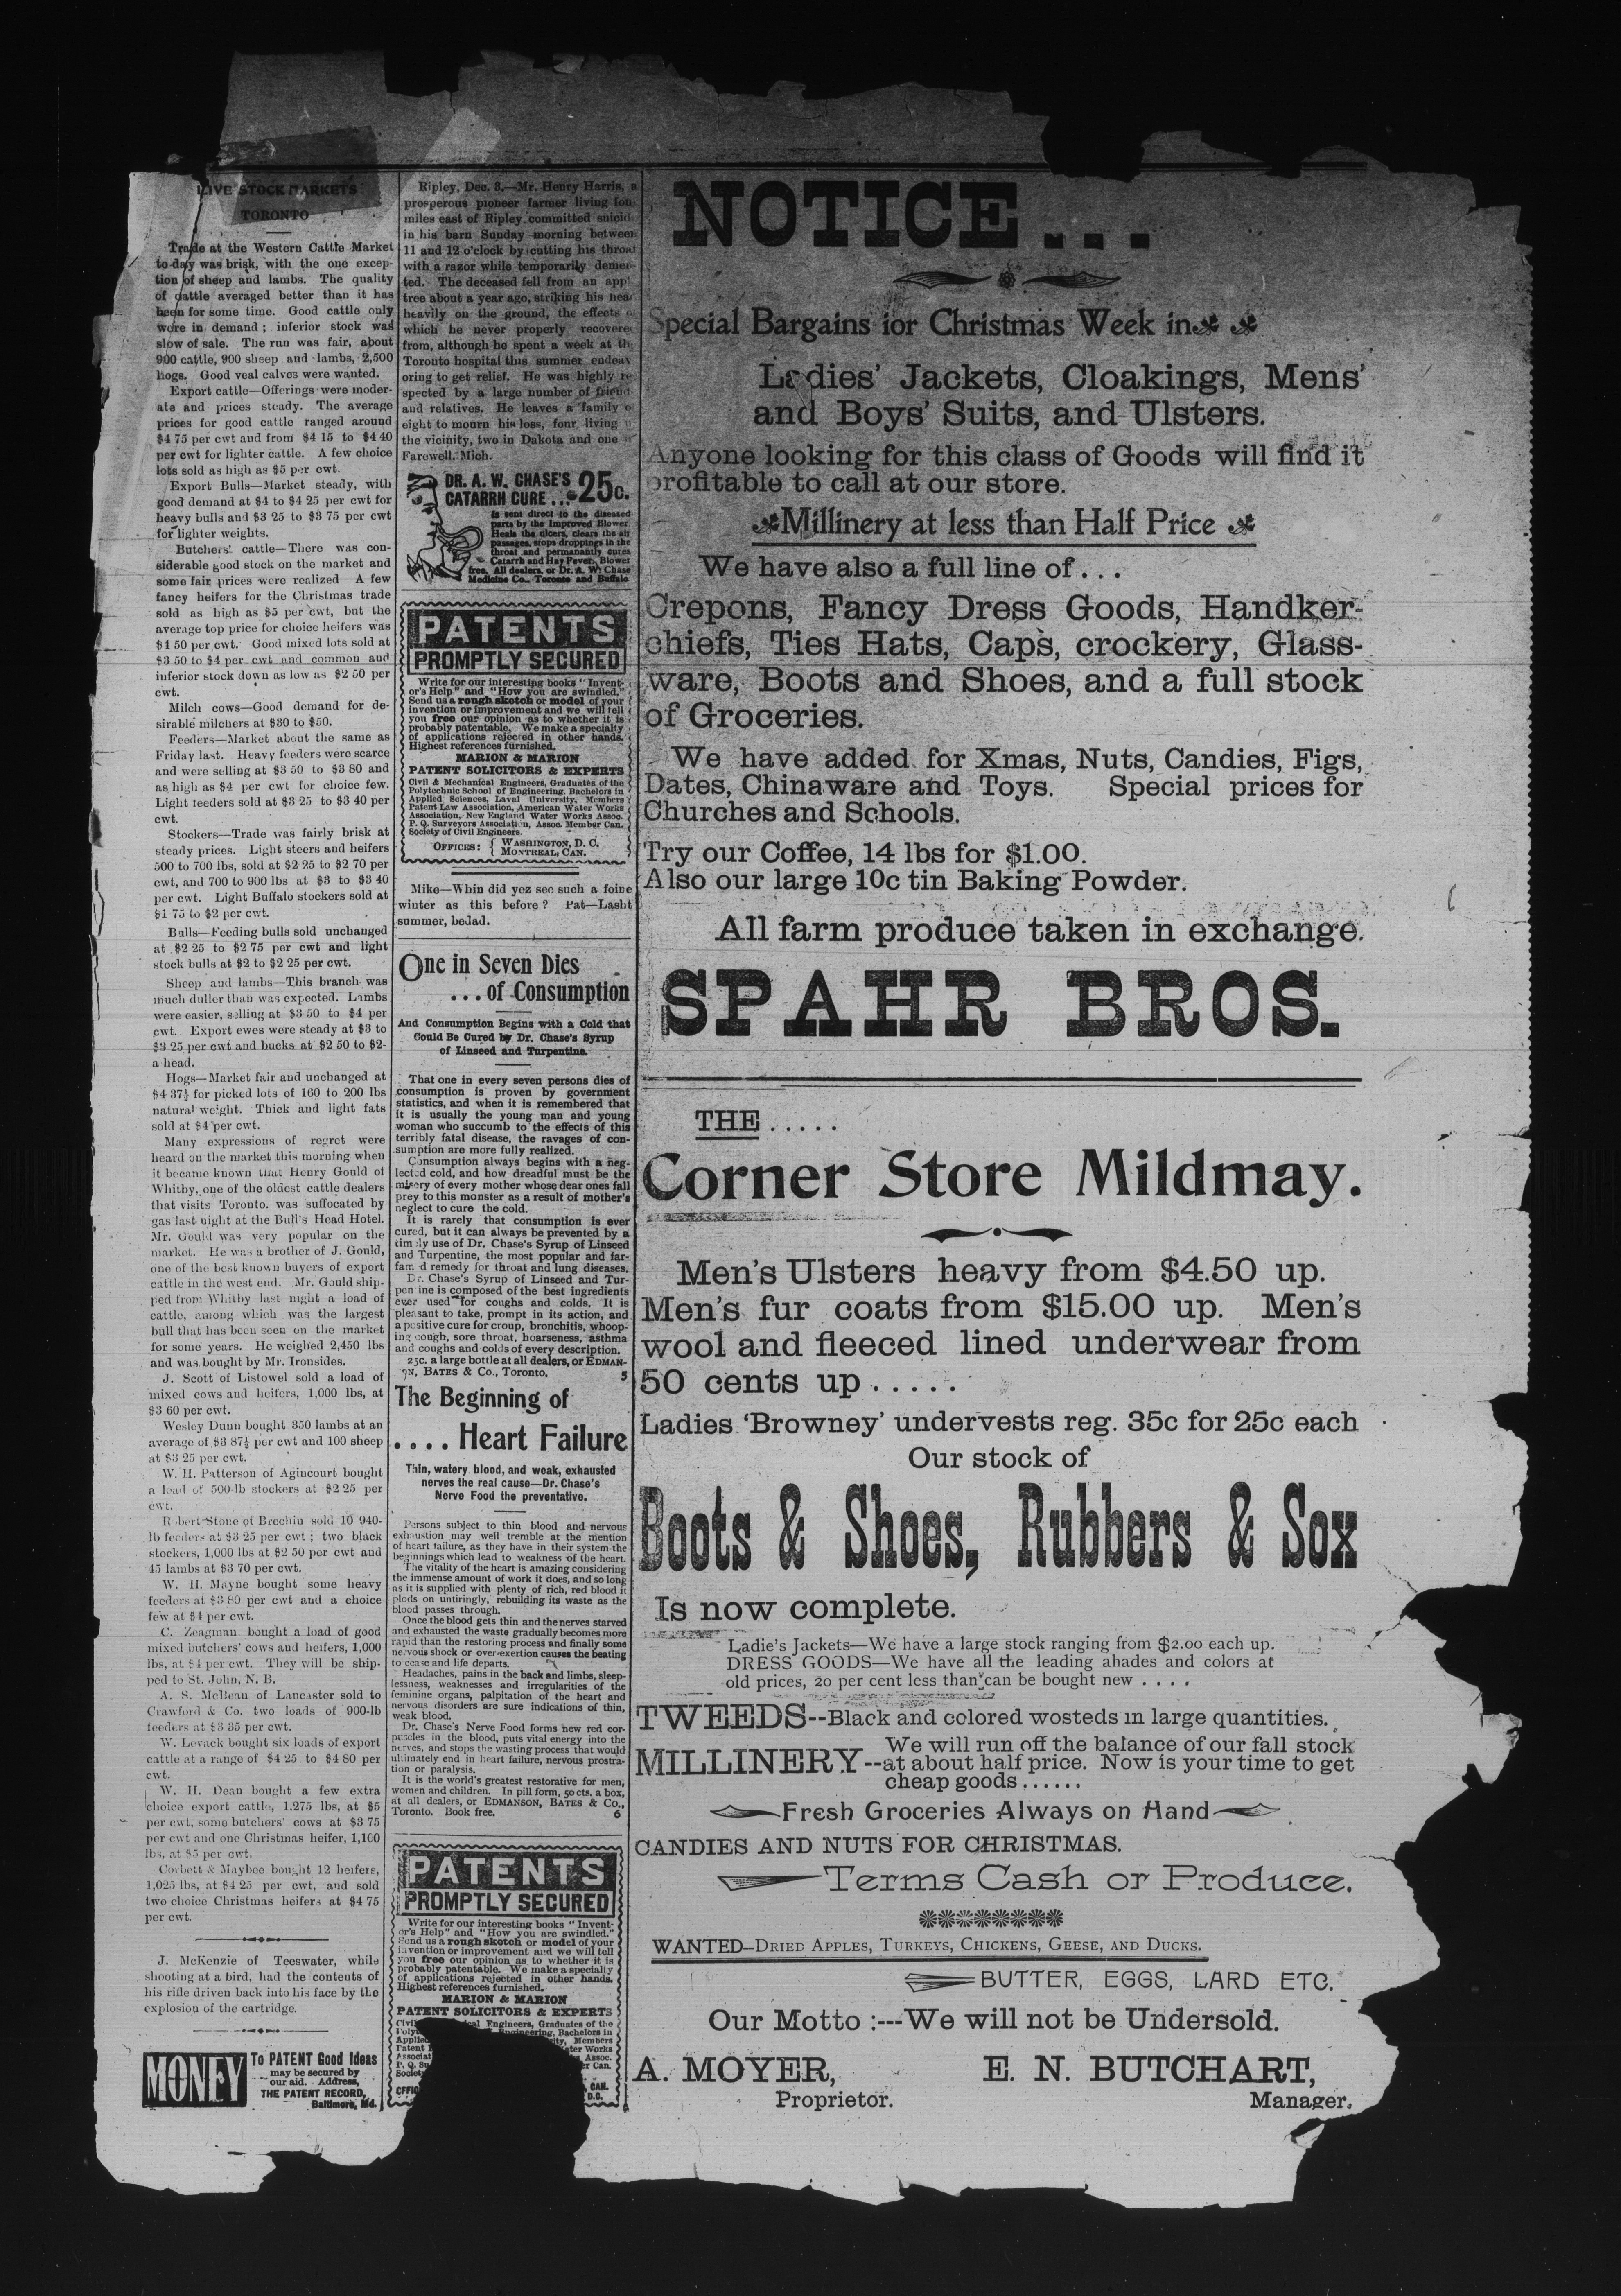 LIVE STOCK MARKETS
TORONTO
Trade at the Western Cattle Market
to-day was brisk, with the one excep-
tion of sheep and lambs. The quality
of cattle averaged better than it has
been for some time. Good cattle only
were in demand ; inferior stock was
slow of sale. The run was fair, about
900 cattle, 900 sheep and lambs, 2,500
hogs. Good veal calves were wanted.
Export cattle—Offerings were moder-
ate and prices steady. The average
prices for good cattle ranged around
$4 75 per cwt and from $4 15 to $4 40
per cwt for lighter cattle. A few choice
lots sold as high as $5 per cwt.
Export Bulls—Market steady, with
good demand at $4 to $4 25 per cwt for
heavy bulls and $3 25 to $3 75 per cwt
for lighter weights.
Butchers' cattle—There was con-
siderable good stock on the market and
some fair prices were realized A few
fancy heifers for the Christmas trade
sold as high as $5 per cwt, but the
average top price for choice heifers was
$4 50 per cwt. Good mixed lots sold at
$3 50 to $4 per cwt and common and
inferior stock down as low as $2 50 per
cwt.
Milch cows—Good demand for de-
sirable milchers at $30 to $50.
Feeders—Market about the same as
Friday last. Heavy feeders were scarce
and were selling at $3 50 to $3 80 and
as high as $4 per cwt for choice few.
Light feeders sold at $3 25 to $3 40 per
cwt.
Stockers—Trade was fairly brisk at
steady prices. Light steers and heifers
500 to 700 lbs, sold at $2 25 to $2 70 per
cwt, and 700 to 900 lbs at $3 to $3 40
per cwt. Light Buffalo stockers sold at
$1 75 to $2 per cwt.
Bulls—Feeding bulls sold unchanged
at $2 25 to $2 75 per cwt and light
stock bulls at $2 to $2 25 per cwt.
Sheep and lambs—This branch was
much duller than was expected. Lambs
were easier, selling at $3 50 to $4 per
cwt. Export ewes were steady at $3 to
$3 25 per cwt and bucks at $2 50 to $2-
a head.
Hogs—Market fair and unchanged at
$4 37½ for picked lots of 160 to 200 lbs
natural weight. Thick and light fats
sold at $4 per cwt.
Many expressions of regret were
heard on the market this morning when
it became known that Henry Gould of
Whitby, one of the oldest cattle dealers
that visits Toronto. was suffocated by
gas last night at the Bull's Head Hotel.
Mr. Gould was very popular on the
market. He was a brother of J. Gould,
one of the best known buyers of export
cattle in the west end. Mr. Gould ship-
ped from Whitby last night a load of
cattle, among which was the largest
bull that has been seen on the market
for some years. He weighed 2,450 lbs
and was bought by Mr. Ironsides.
J. Scott of Listowel sold a load of
mixed cows and heifers, 1,000 lbs, at
$3 60 per cwt.
Wesley Dunn bought 350 lambs at an
average of $3 87½ per cwt and 100 sheep
at $3 25 per cwt.
W. H. Patterson of Agincourt bought
a load of 500-lb stockers at $2 25 per
cwt.
Robert Stone of Brechin sold 10 940-
lb feeders at $3 25 per cwt ; two black
stockers, 1,000 lbs at $2 50 per cwt and
45 lambs at $3 70 per cwt.
W. H. Mayne bought some heavy
feeders at $3 80 per cwt and a choice
few at $4 per cwt.
C. Zeagman bought a load of good
mixed butchers' cows and heifers, 1,000
lbs, at $4 per cwt. They will be ship-
ped to St. John, N. B.
A. S. McBean of Lancaster sold to
Crawford & Co. two loads of 900-lb
feeders at $3 35 per cwt.
W. Levack bought six loads of export
cattle at a range of $4 25 to $4 80 per
cwt.
W. H. Dean bought a few extra
choice export cattle, 1.275 lbs, at $5
per cwt, some butchers' cows at $3 75
per cwt and one Christmas heifer, 1,100
lbs, at $5 per cwt.
Corbett & Maybee bought 12 heifers,
1,025 lbs, at $4 25 per cwt, and sold
two choice Christmas heifers at $4 75
per cwt.
J. McKenzie of Teeswater, while
shooting at a bird, had the contents of
his rifle driven back into his face by the
explosion of the cartridge.
MONEY To PATENT Good Ideas
may be secured by
our aid. Address,
THE PATENT RECORD,
Baltimore, Md.
Ripley, Dec. 3,—Mr. Henry Harris, a
prosperous pioneer farmer living fou
miles east of Ripley committed suicid
in his barn Sunday morning between
11 and 12 o'clock by cutting his throat
with a razor while temporarily demen
ted. The deceased fell from an appl
tree about a year ago, striking his hea
heavily on the ground, the effects o
which he never properly recovere
from, although he spent a week at th
Toronto hospital this summer endeav
oring to get relief. He was highly re
spected by a large number of friend
and relatives. He leaves a family o
eight to mourn his loss, four living
the vicinity, two in Dakota and one
Farewell. Mich.
DR. A. W. CHASE'S
CATARRH CURE ... 25c.
is sent direct to the diseased
parts by the Improved Blower
Heals the ulcers, clears the air
passages, stops droppings in the
throat and permanantly cures
Catarrh and Hay Fever. Blower
free. All dealers, or Dr. A. W. Chase
Medicine Co., Toronto and Buffalo
PATENTS
PROMPTLY SECURED
Write for our interesting books "Invent-
or's Help" and "How you are swindled."
Send us a rough sketch or model of your
invention or improvement and we will tell
you free our opinion as to whether it is
probably patentable. We make a specialty
of applications rejected in other hands.
Highest references furnished.
MARION & MARION
PATENT SOLICITORS & EXPERTS
Civil & Mechanical Engineers, Graduates of the
Polytechnic School of Engineering, Bachelors in
Applied Sciences, Laval University, Members
Patent Law Association, American Water Works
Association, New England Water Works Assoc.
P. Q. Surveyors Association, Assoc. Member Can.
Society of Civil Engineers.
OFFICES: { WASHINGTON, D. C.
{ MONTREAL, CAN.
Mike—Whin did yez see such a foine
winter as this before ? Pat—Lasht
summer, bedad.
One in Seven Dies
... of Consumption
And Consumption Begins with a Cold that
Could Be Cured by Dr. Chase's Syrup
of Linseed and Turpentine.
That one in every seven persons dies of
consumption is proven by government
statistics, and when it is remembered that
it is usually the young man and young
woman who succumb to the effects of this
terribly fatal disease, the ravages of con-
sumption are more fully realized.
Consumption always begins with a neg-
lected cold, and how dreadful must be the
misery of every mother whose dear ones fall
prey to this monster as a result of mother's
neglect to cure the cold.
It is rarely that consumption is ever
cured, but it can always be prevented by a
timely use of Dr. Chase's Syrup of Linseed
and Turpentine, the most popular and far-
fam d remedy for throat and lung diseases.
Dr. Chase's Syrup of Linseed and Tur-
pen ine is composed of the best ingredients
ever used for coughs and colds. It is
pleasant to take, prompt in its action, and
a positive cure for croup, bronchitis, whoop-
ing cough, sore throat, hoarseness, asthma
and coughs and colds of every description.
25c. a large bottle at all dealers, or EDMAN-
ON, BATES & Co., Toronto. 5
The Beginning of
.... Heart Failure
Thin, watery blood, and weak, exhausted
nerves the real cause—Dr. Chase's
Nerve Food the preventative.
Persons subject to thin blood and nervous
exhaustion may well tremble at the mention
of heart failure, as they have in their system the
beginnings which lead to weakness of the heart.
The vitality of the heart is amazing considering
the immense amount of work it does, and so long
as it is supplied with plenty of rich, red blood it
plods on untiringly, rebuilding its waste as the
blood passes through.
Once the blood gets thin and the nerves starved
and exhausted the waste gradually becomes more
rapid than the restoring process and finally some
nervous shock or over-exertion causes the beating
to cease and life departs.
Headaches, pains in the back and limbs, sleep-
lessness, weaknesses and irregularities of the
feminine organs, palpitation of the heart and
nervous disorders are sure indications of thin,
weak blood.
Dr. Chase's Nerve Food forms new red cor-
puscles in the blood, puts vital energy into the
nerves, and stops the wasting process that would
ultimately end in heart failure, nervous prostra-
tion or paralysis.
It is the world's greatest restorative for men,
women and children. In pill form, 50 cts. a box,
at all dealers, or EDMANSON, BATES & Co.,
Toronto. Book free. 6
PATENTS
PROMPTLY SECURED
Write for our interesting books "Invent-
or's Help" and "How you are swindled."
Send us a rough sketch or model of your
invention or improvement and we will tell
you free our opinion as to whether it is
probably patentable. We make a specialty
of applications rejected in other hands.
Highest references furnished.
MARION & MARION
PATENT SOLICITORS & EXPERTS
Civil Engineers, Graduates of the
Engineering, Bachelors in
Members
Patent Water Works
Assoc.
P. Q. Can.
CAN.
D.C.
NOTICE...
Special Bargains ior Christmas Week in
Ladies' Jackets, Cloakings, Mens'
and Boys' Suits, and Ulsters.
Anyone looking for this class of Goods will find it
profitable to call at our store.
Millinery at less than Half Price
We have also a full line of...
Crepons, Fancy Dress Goods, Handker-
chiefs, Ties Hats, Caps, crockery, Glass-
ware, Boots and Shoes, and a full stock
of Groceries.
We have added for Xmas, Nuts, Candies, Figs,
Dates, Chinaware and Toys. Special prices for
Churches and Schools.
Try our Coffee, 14 lbs for $1.00.
Also our large 10c tin Baking Powder.
All farm produce taken in exchange.
SPAHR BROS.
THE .....
Corner Store Mildmay.
Men's Ulsters heavy from $4.50 up.
Men's fur coats from $15.00 up. Men's
wool and fleeced lined underwear from
50 cents up.....
Ladies 'Browney' undervests reg. 35c for 25c each
Our stock of
Boots & Shoes, Rubbers & Sox
Is now complete.
Ladie's Jackets—We have a large stock ranging from $2.00 each up.
DRESS GOODS—We have all the leading ahades and colors at
old prices, 20 per cent less than can be bought new ....
TWEEDS--Black and colored wosteds in large quantities.
MILLINERY--We will run off the balance of our fall stock
at about half price. Now is your time to get
cheap goods......
Fresh Groceries Always on Hand
CANDIES AND NUTS FOR CHRISTMAS.
Terms Cash or Produce.
WANTED—DRIED APPLES, TURKEYS, CHICKENS, GEESE, AND DUCKS.
BUTTER, EGGS, LARD ETC.
Our Motto :---We will not be Undersold.
A. MOYER, E. N. BUTCHART,
Proprietor. Manager.